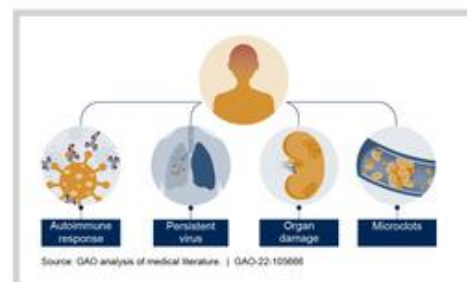 Autoimmune
response
Persistent
virus
Organ
damage
Microclots
Source: GAO analysis of medical literature. | GAO-22-105666